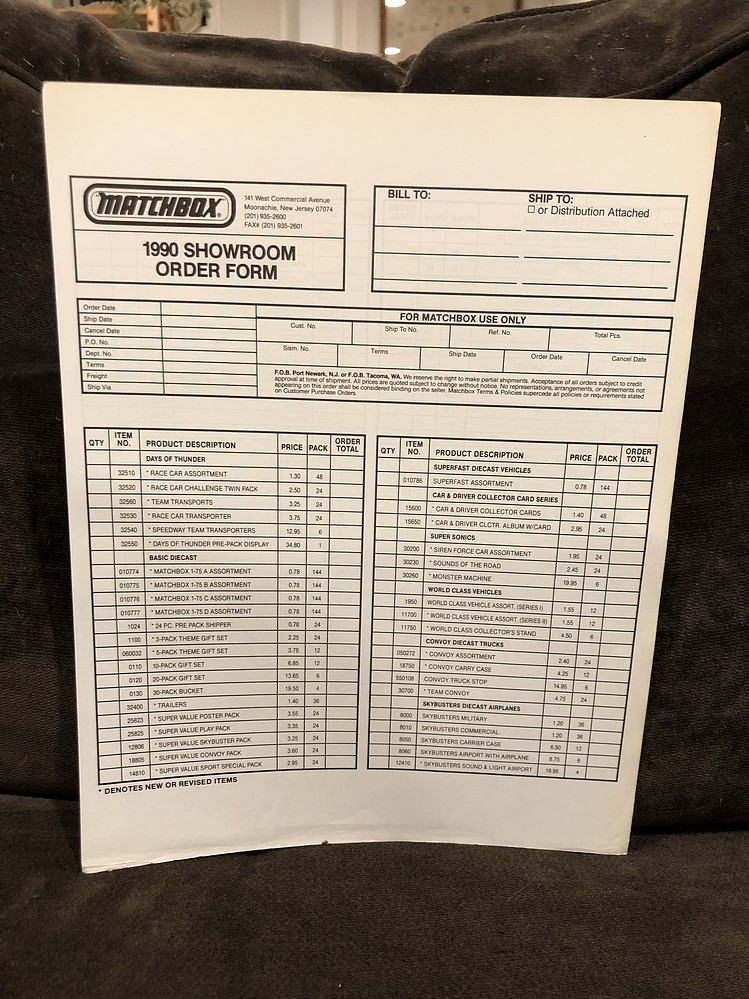 MATCHBOX®
141 West Commercial Avenue
Moonachie, New Jersey 07074
(201) 935-2600
FAX# (201) 935-2601
1990 SHOWROOM
ORDER FORM
BILL TO:
SHIP TO:
☐ or Distribution Attached
Order Date
Ship Date
Cancel Date
P.O. No.
Dept. No.
Terms
Freight
Ship Via
FOR MATCHBOX USE ONLY
Cust. No. Ship To No. Ref. No. Total Pcs.
Slsm. No. Terms Ship Date Order Date Cancel Date
F.O.B. Port Newark, N.J. or F.O.B. Tacoma, WA. We reserve the right to make partial shipments. Acceptance of all orders subject to credit
approval at time of shipment. All prices are quoted subject to change without notice. No representations, arrangements, or agreements not
appearing on this order shall be considered binding on the seller. Matchbox Terms & Policies supercede all policies or requirements stated
on Customer Purchase Orders.
QTY ITEM NO. PRODUCT DESCRIPTION PRICE PACK ORDER TOTAL
DAYS OF THUNDER
32510 * RACE CAR ASSORTMENT 1.30 48
32520 * RACE CAR CHALLENGE TWIN PACK 2.50 24
32560 * TEAM TRANSPORTS 3.25 24
32530 * RACE CAR TRANSPORTER 3.75 24
32540 * SPEEDWAY TEAM TRANSPORTERS 12.95 6
32550 * DAYS OF THUNDER PRE-PACK DISPLAY 34.80 1
BASIC DIECAST
010774 * MATCHBOX 1-75 A ASSORTMENT 0.78 144
010775 * MATCHBOX 1-75 B ASSORTMENT 0.78 144
010776 * MATCHBOX 1-75 C ASSORTMENT 0.78 144
010777 * MATCHBOX 1-75 D ASSORTMENT 0.78 144
1024 * 24 PC. PRE PACK SHIPPER 0.78 24
1100 * 3-PACK THEME GIFT SET 2.25 24
060032 * 5-PACK THEME GIFT SET 3.75 12
0110 10-PACK GIFT SET 6.85 12
0120 20-PACK GIFT SET 13.65 6
0130 30-PACK BUCKET 19.50 4
32400 * TRAILERS 1.40 36
25823 * SUPER VALUE POSTER PACK 3.55 24
25825 * SUPER VALUE PLAY PACK 3.35 24
12806 * SUPER VALUE SKYBUSTER PACK 3.25 24
18805 * SUPER VALUE CONVOY PACK 3.60 24
14810 * SUPER VALUE SPORT SPECIAL PACK 2.95 24
* DENOTES NEW OR REVISED ITEMS
QTY ITEM NO. PRODUCT DESCRIPTION PRICE PACK ORDER TOTAL
SUPERFAST DIECAST VEHICLES
010786 SUPERFAST ASSORTMENT 0.78 144
CAR & DRIVER COLLECTOR CARD SERIES
15600 * CAR & DRIVER COLLECTOR CARDS 1.40 48
15650 * CAR & DRIVER CLCTR. ALBUM W/CARD 2.95 24
SUPER SONICS
30200 * SIREN FORCE CAR ASSORTMENT 1.95 24
30230 * SOUNDS OF THE ROAD 2.45 24
30260 * MONSTER MACHINE 19.95 6
WORLD CLASS VEHICLES
1950 WORLD CLASS VEHICLE ASSORT. (SERIES I) 1.55 12
11700 * WORLD CLASS VEHICLE ASSORT. (SERIES II) 1.55 12
11750 * WORLD CLASS COLLECTOR'S STAND 4.50 6
CONVOY DIECAST TRUCKS
050272 * CONVOY ASSORTMENT 2.40 24
18750 * CONVOY CARRY CASE 4.25 12
550108 CONVOY TRUCK STOP 14.95 6
30700 * TEAM CONVOY 4.75 24
SKYBUSTERS DIECAST AIRPLANES
8000 SKYBUSTERS MILITARY 1.20 36
8010 SKYBUSTERS COMMERCIAL 1.20 36
8050 SKYBUSTERS CARRIER CASE 6.50 12
8060 SKYBUSTERS AIRPORT WITH AIRPLANE 8.75 6
12410 * SKYBUSTERS SOUND & LIGHT AIRPORT 19.95 4